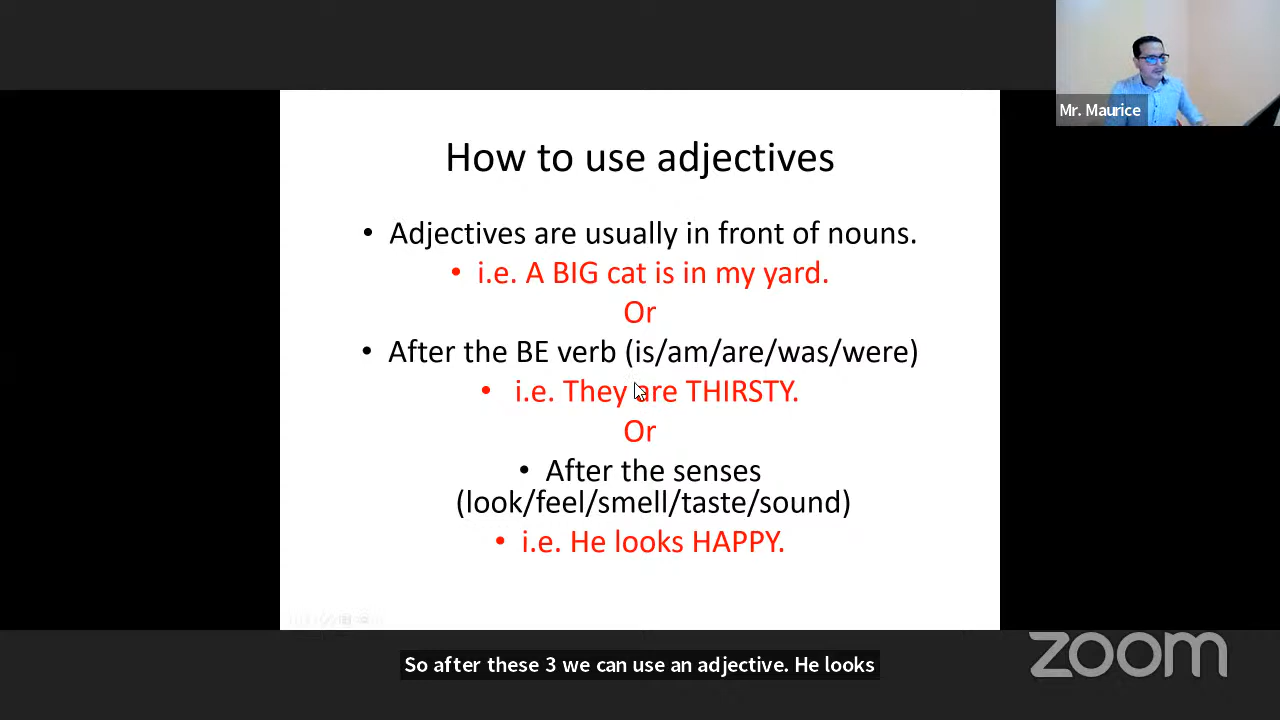 Mr. Maurice
How to use adjectives
• Adjectives are usually in front of nouns.
• i.e. A BIG cat is in my yard.
Or
• After the BE verb (is/am/are/was/were)
• i.e. They are THIRSTY.
Or
• After the senses
(look/feel/smell/taste/sound)
• i.e. He looks HAPPY.
So after these 3 we can use an adjective. He looks
zoom